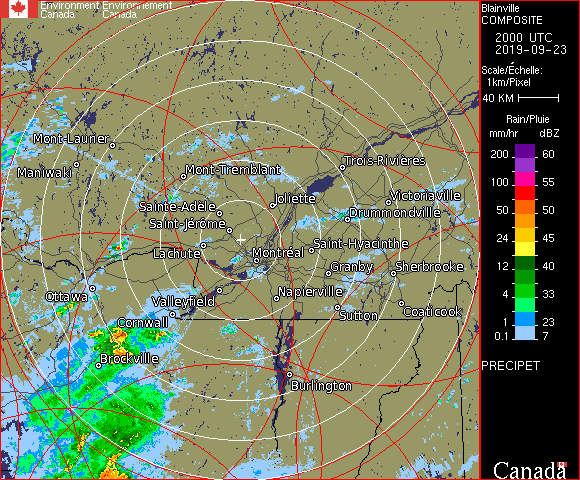 Environment Environnement
Canada Canada
Blainville
COMPOSITE
2000 UTC
2019-09-23
Scale/Échelle:
1km/Pixel
40 KM
Rain/Pluie
mm/hr dBZ
200 60
100 55
50 50
24 45
12 40
4 33
1 23
0.1 7
PRECIPET
Canada
Mont-Laurier
Maniwaki
Mont-Tremblant
Trois-Rivières
Sainte-Adèle
Joliette
Victoriaville
Drummondville
Saint-Jérôme
Lachute
Montréal
Saint-Hyacinthe
Granby
Sherbrooke
Ottawa
Valleyfield
Napierville
Coaticook
Cornwall
Sutton
Brockville
Burlington